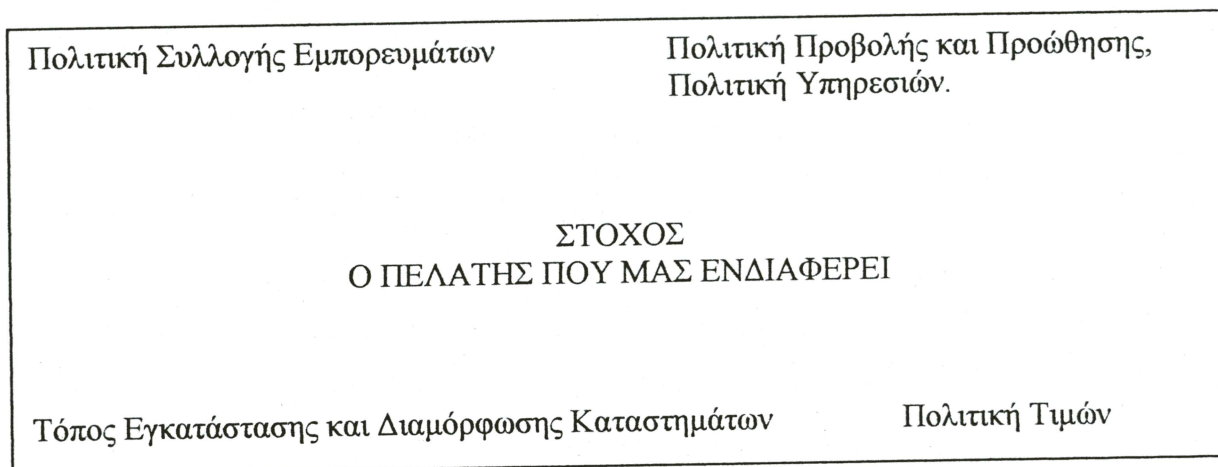 Πολιτική Συλλογής Εμπορευμάτων
Πολιτική Προβολής και Προώθησης,
Πολιτική Υπηρεσιών.
ΣΤΟΧΟΣ
Ο ΠΕΛΑΤΗΣ ΠΟΥ ΜΑΣ ΕΝΔΙΑΦΕΡΕΙ
Τόπος Εγκατάστασης και Διαμόρφωσης Καταστημάτων
Πολιτική Τιμών